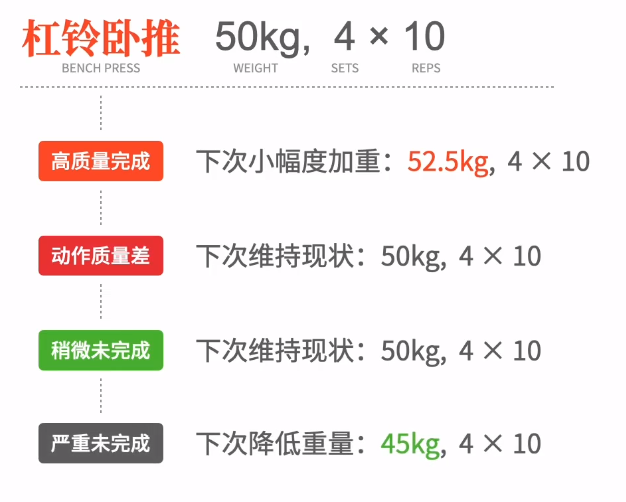 杠铃卧推 50kg, 4 × 10
BENCH PRESS WEIGHT SETS REPS
高质量完成 下次小幅度加重：52.5kg, 4 × 10
动作质量差 下次维持现状：50kg, 4 × 10
稍微未完成 下次维持现状：50kg, 4 × 10
严重未完成 下次降低重量：45kg, 4 × 10